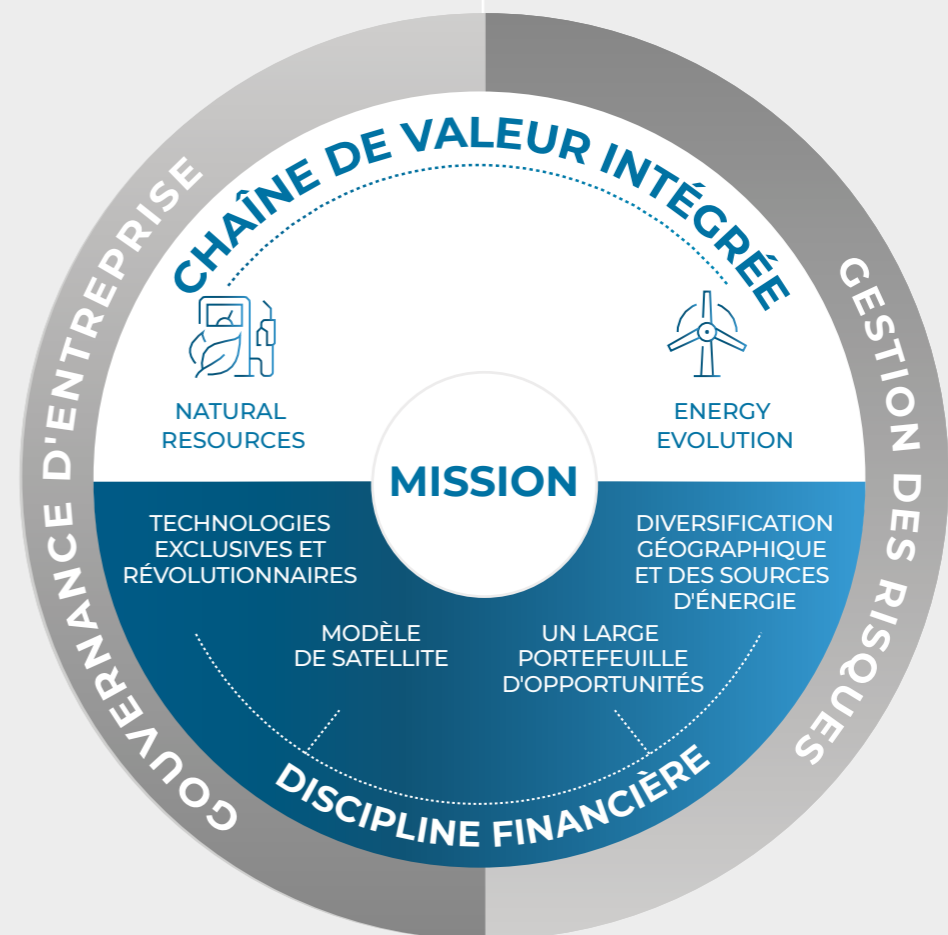 CHAÎNE DE VALEUR INTÉGRÉE
GOUVERNANCE D'ENTREPRISE
GESTION DES RISQUES
NATURAL
RESOURCES
ENERGY
EVOLUTION
MISSION
TECHNOLOGIES
EXCLUSIVES ET
RÉVOLUTIONNAIRES
DIVERSIFICATION
GÉOGRAPHIQUE
ET DES SOURCES
D'ÉNERGIE
MODÈLE
DE SATELLITE
UN LARGE
PORTEFEUILLE
D'OPPORTUNITÉS
DISCIPLINE FINANCIÈRE